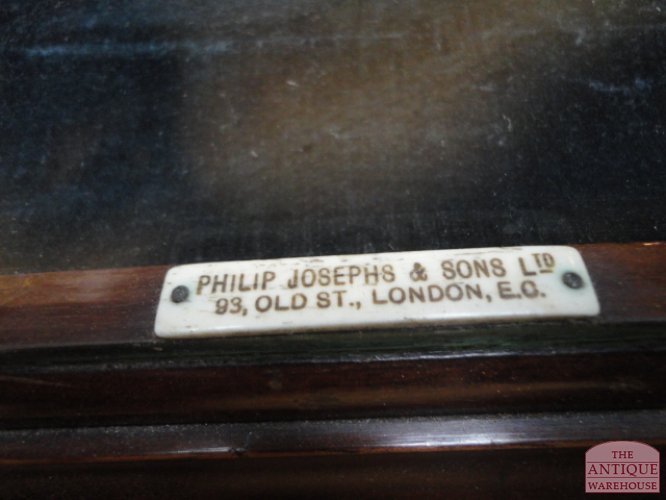 PHILIP JOSEPHS & SONS LTD
93, OLD ST., LONDON, E.C.
THE
ANTIQUE
WAREHOUSE